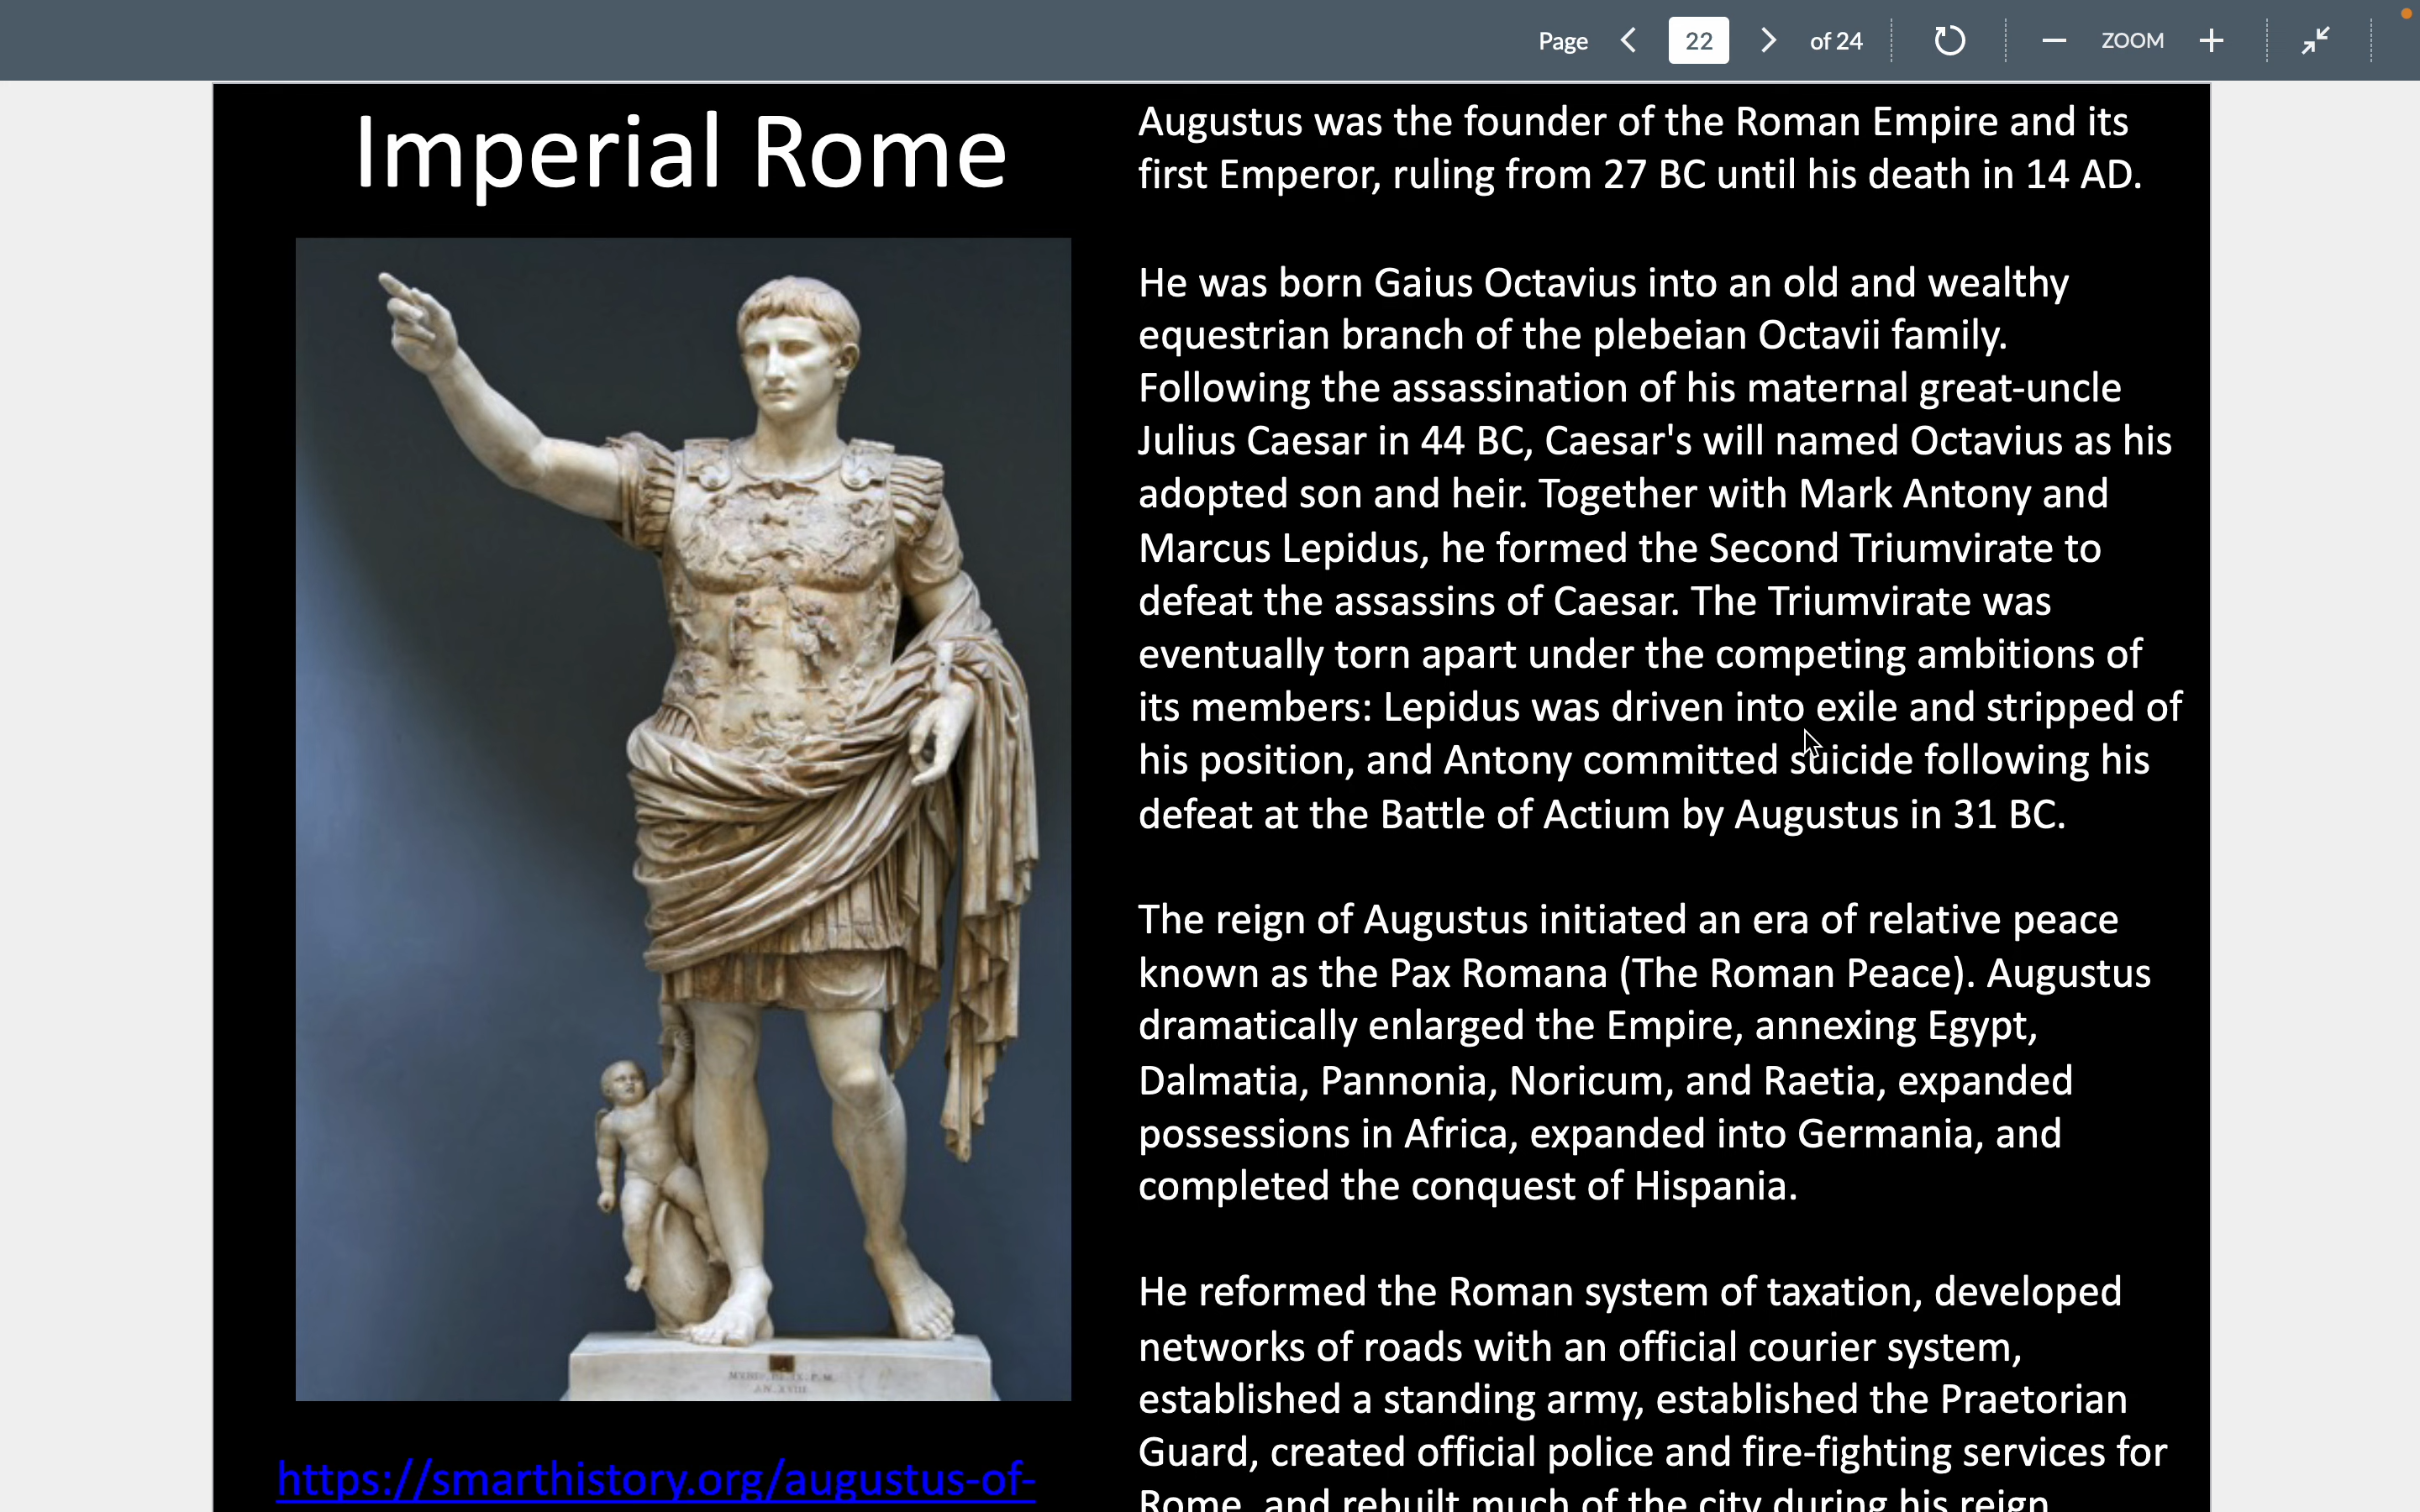 Page 22 of 24 ZOOM
Imperial Rome
https://smarthistory.org/augustus-of-
Augustus was the founder of the Roman Empire and its
first Emperor, ruling from 27 BC until his death in 14 AD.
He was born Gaius Octavius into an old and wealthy
equestrian branch of the plebeian Octavii family.
Following the assassination of his maternal great-uncle
Julius Caesar in 44 BC, Caesar's will named Octavius as his
adopted son and heir. Together with Mark Antony and
Marcus Lepidus, he formed the Second Triumvirate to
defeat the assassins of Caesar. The Triumvirate was
eventually torn apart under the competing ambitions of
its members: Lepidus was driven into exile and stripped of
his position, and Antony committed suicide following his
defeat at the Battle of Actium by Augustus in 31 BC.
The reign of Augustus initiated an era of relative peace
known as the Pax Romana (The Roman Peace). Augustus
dramatically enlarged the Empire, annexing Egypt,
Dalmatia, Pannonia, Noricum, and Raetia, expanded
possessions in Africa, expanded into Germania, and
completed the conquest of Hispania.
He reformed the Roman system of taxation, developed
networks of roads with an official courier system,
established a standing army, established the Praetorian
Guard, created official police and fire-fighting services for
Rome, and rebuilt much of the city during his reign